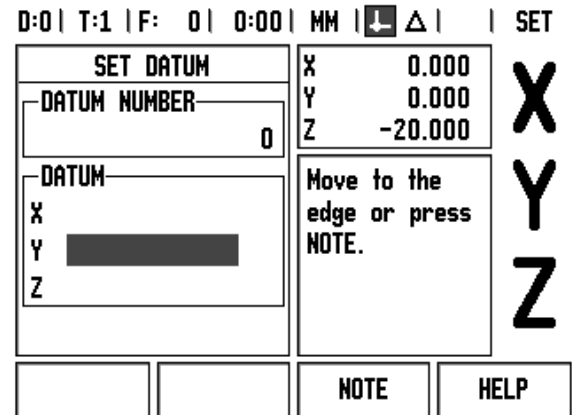 D:0 | T:1 | F: 0 | 0:00 | MM | Δ | | SET
SET DATUM
DATUM NUMBER
0
DATUM
X
Y
Z
X 0.000
Y 0.000
Z -20.000
Move to the
edge or press
NOTE.
X
Y
Z
NOTE HELP